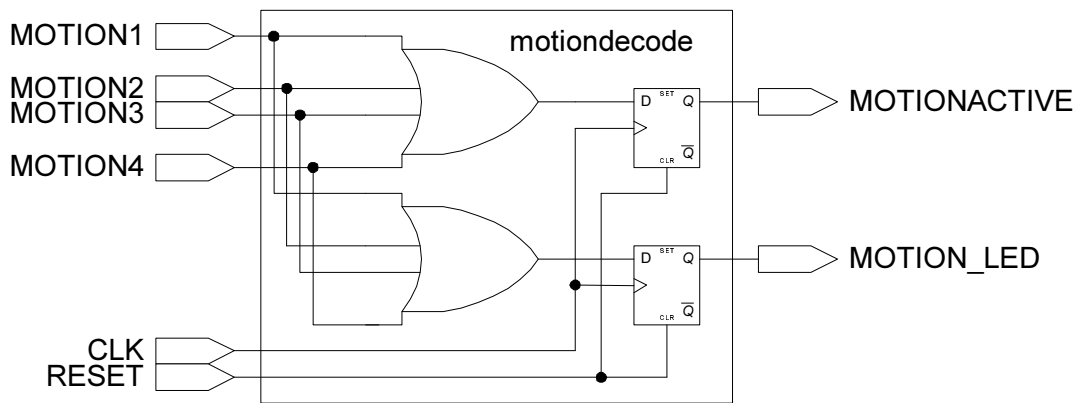 MOTION1
motiondecode
MOTION2
MOTION3
MOTION4
D SET Q
CLR Q
MOTIONACTIVE
D SET Q
CLR Q
MOTION_LED
CLK
RESET